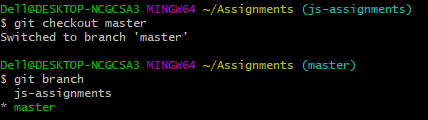 Dell@DESKTOP-NCGCSA3 MINGW64 ~/Assignments (js-assignments)
$ git checkout master
Switched to branch 'master'
Dell@DESKTOP-NCGCSA3 MINGW64 ~/Assignments (master)
$ git branch
  js-assignments
* master